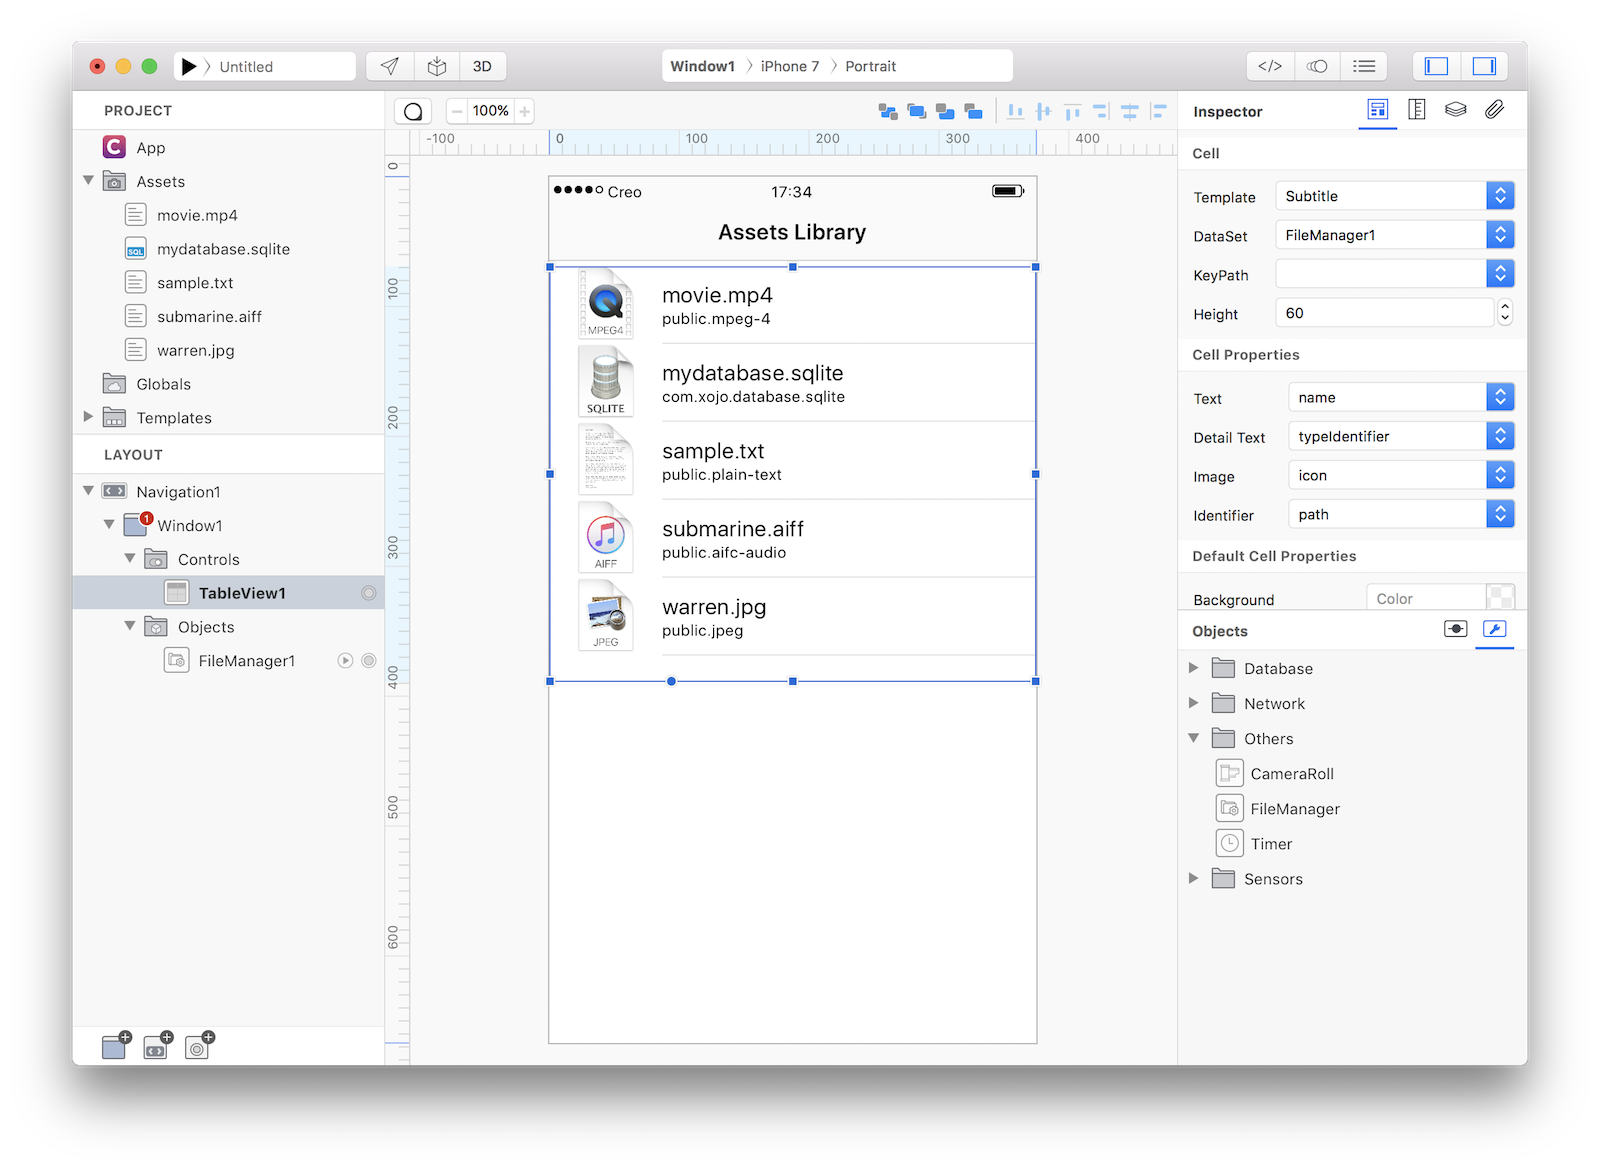 Untitled
3D
Window1 〉 iPhone 7 〉 Portrait
</>
PROJECT
C App
Assets
movie.mp4
SQL mydatabase.sqlite
sample.txt
submarine.aiff
warren.jpg
Globals
Templates
LAYOUT
Navigation1
1 Window1
Controls
TableView1
Objects
FileManager1
100%
-100 0 100 200 300 400
0
100
200
300
400
500
600
Creo 17:34
Assets Library
MPEG4
movie.mp4
public.mpeg-4
SQLITE
mydatabase.sqlite
com.xojo.database.sqlite
sample.txt
public.plain-text
AIFF
submarine.aiff
public.aifc-audio
JPEG
warren.jpg
public.jpeg
Inspector
Cell
Template Subtitle
DataSet FileManager1
KeyPath
Height 60
Cell Properties
Text name
Detail Text typeIdentifier
Image icon
Identifier path
Default Cell Properties
Background Color
Objects
Database
Network
Others
CameraRoll
FileManager
Timer
Sensors